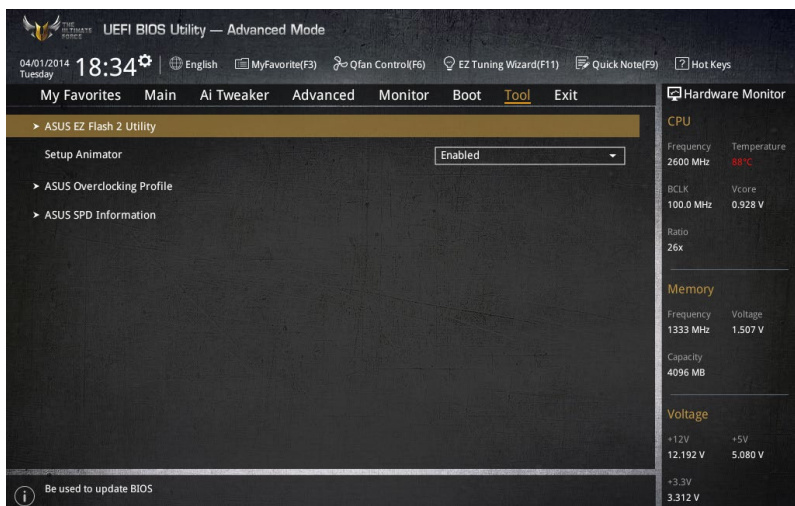 THE ULTIMATE FORCE
UEFI BIOS Utility — Advanced Mode
04/01/2014
Tuesday
18:34
English
MyFavorite(F3)
Qfan Control(F6)
EZ Tuning Wizard(F11)
Quick Note(F9)
? Hot Keys
My Favorites Main Ai Tweaker Advanced Monitor Boot Tool Exit
ASUS EZ Flash 2 Utility
Setup Animator Enabled
ASUS Overclocking Profile
ASUS SPD Information
Be used to update BIOS
Hardware Monitor
CPU
Frequency Temperature
2600 MHz 88°C
BCLK Vcore
100.0 MHz 0.928 V
Ratio
26x
Memory
Frequency Voltage
1333 MHz 1.507 V
Capacity
4096 MB
Voltage
+12V +5V
12.192 V 5.080 V
+3.3V
3.312 V